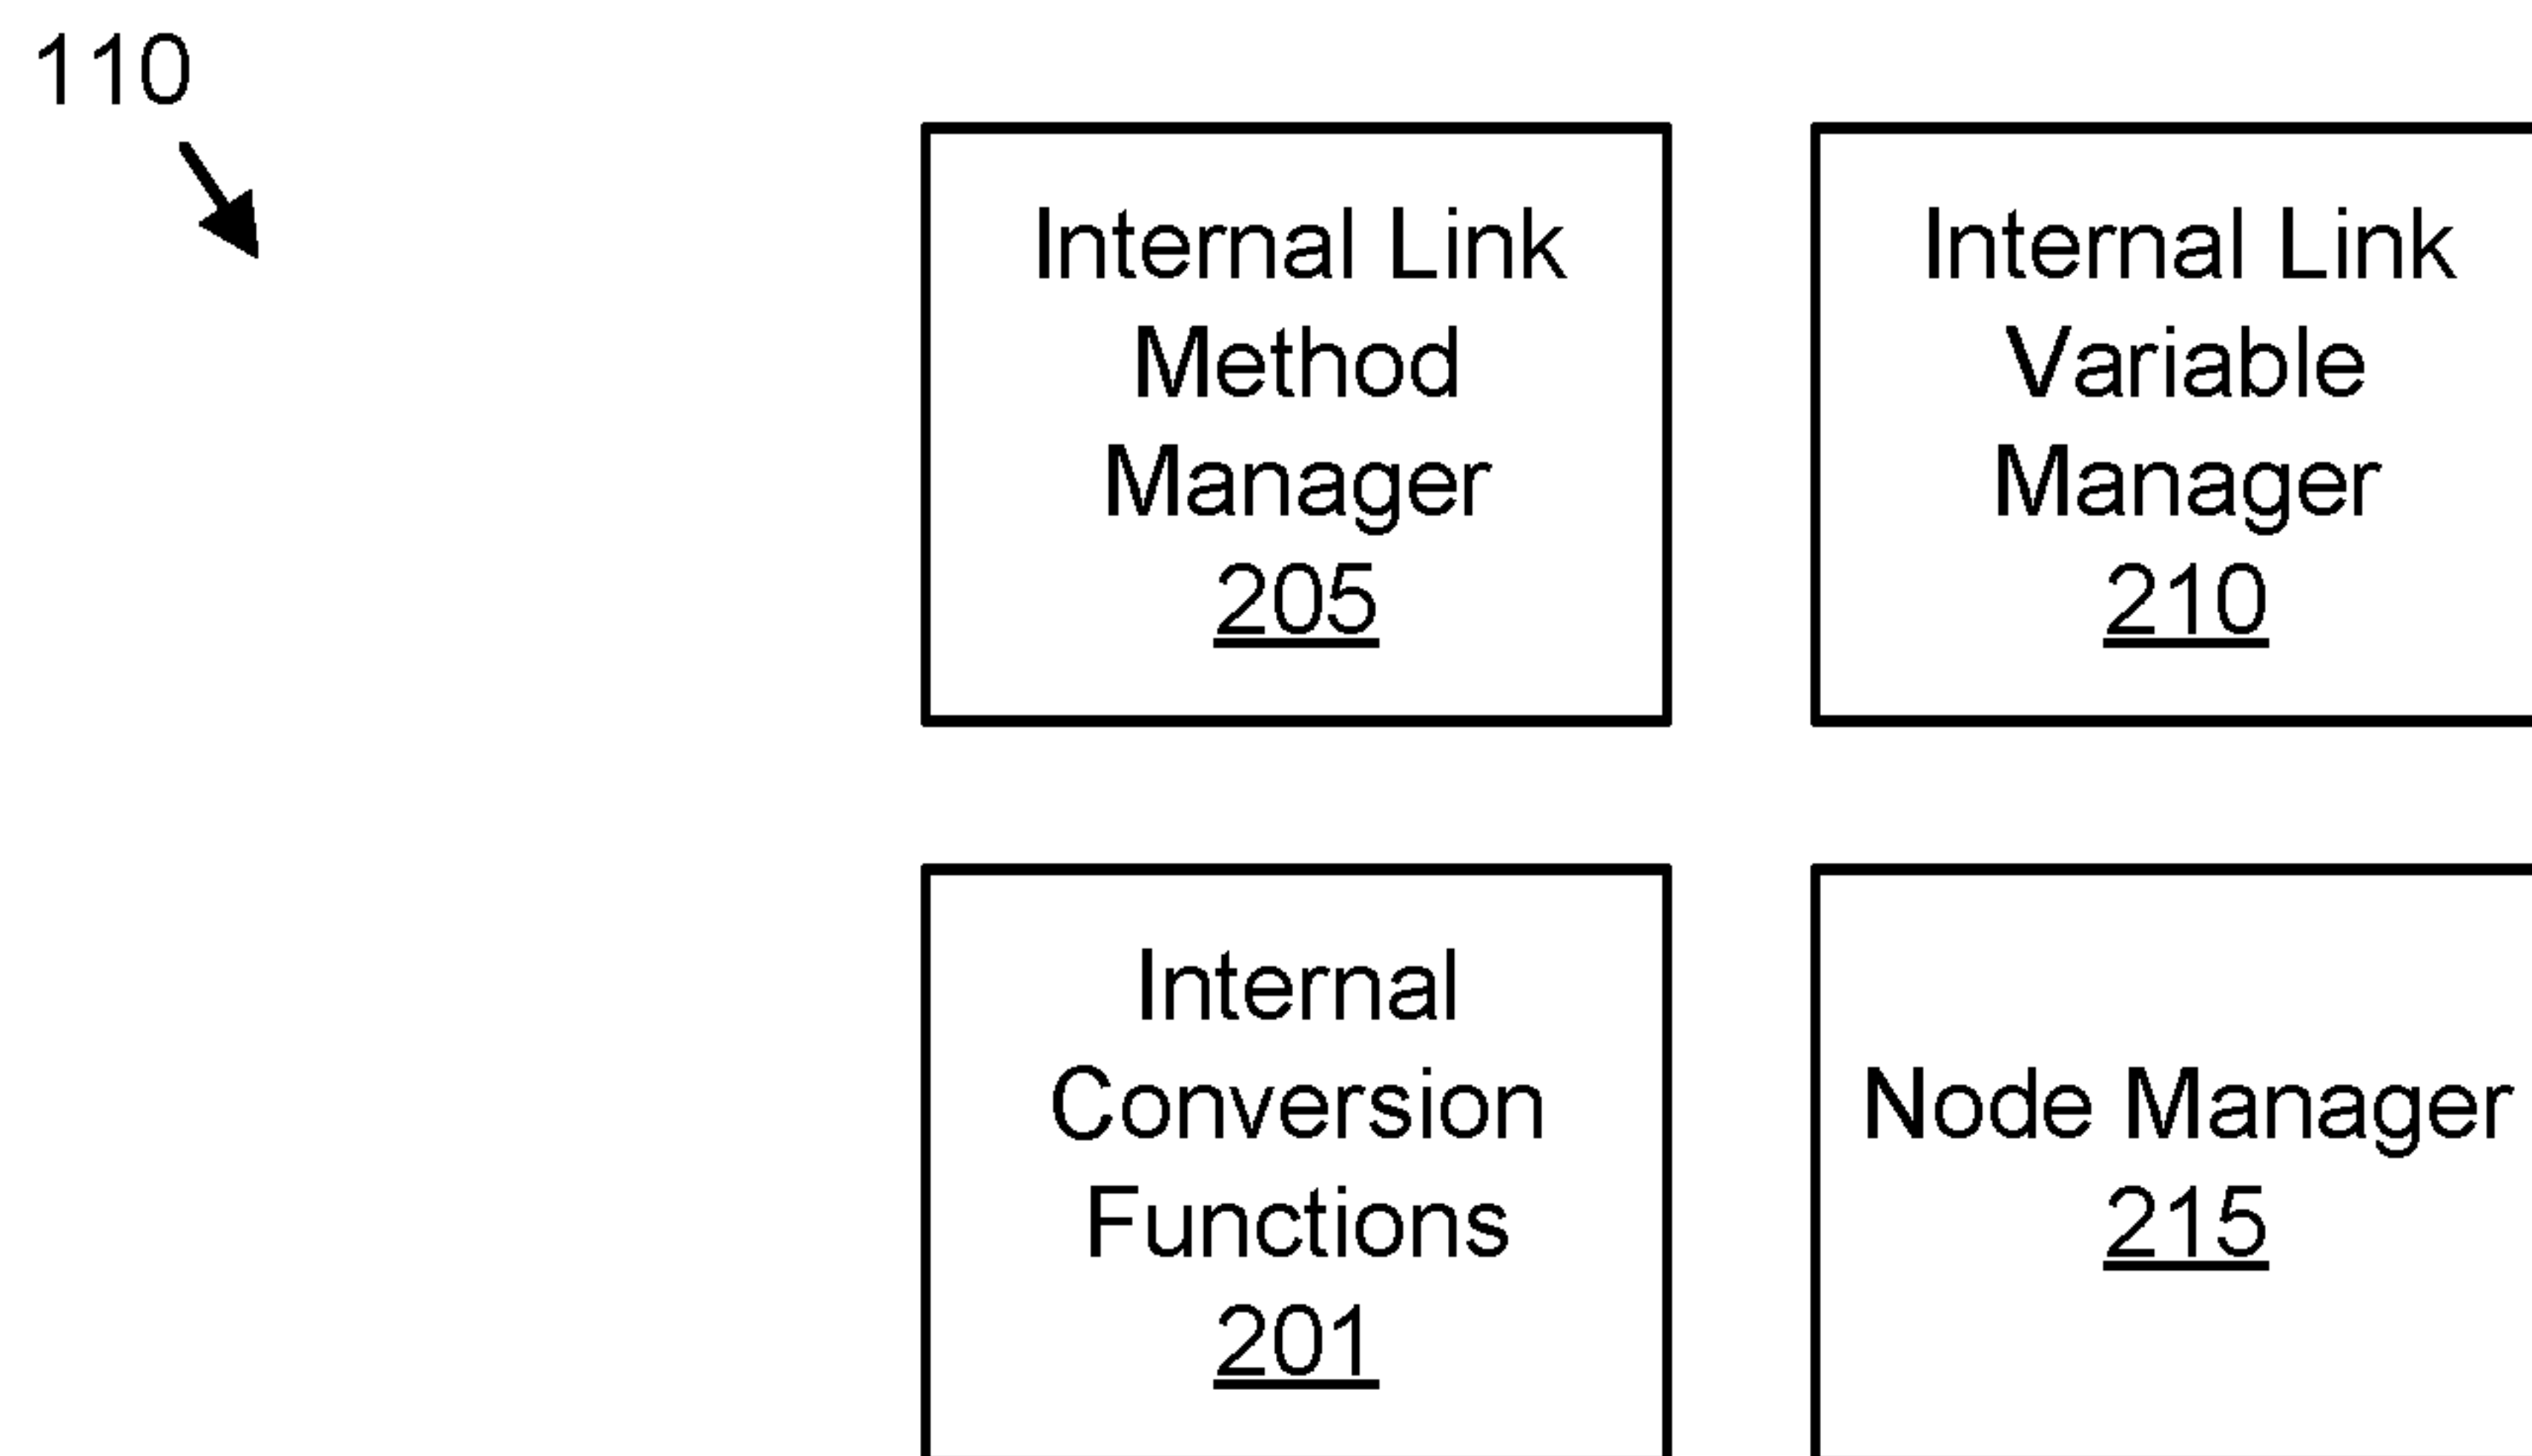 110
Internal Link
Method
Manager
205
Internal Link
Variable
Manager
210
Internal
Conversion
Functions
201
Node Manager
215